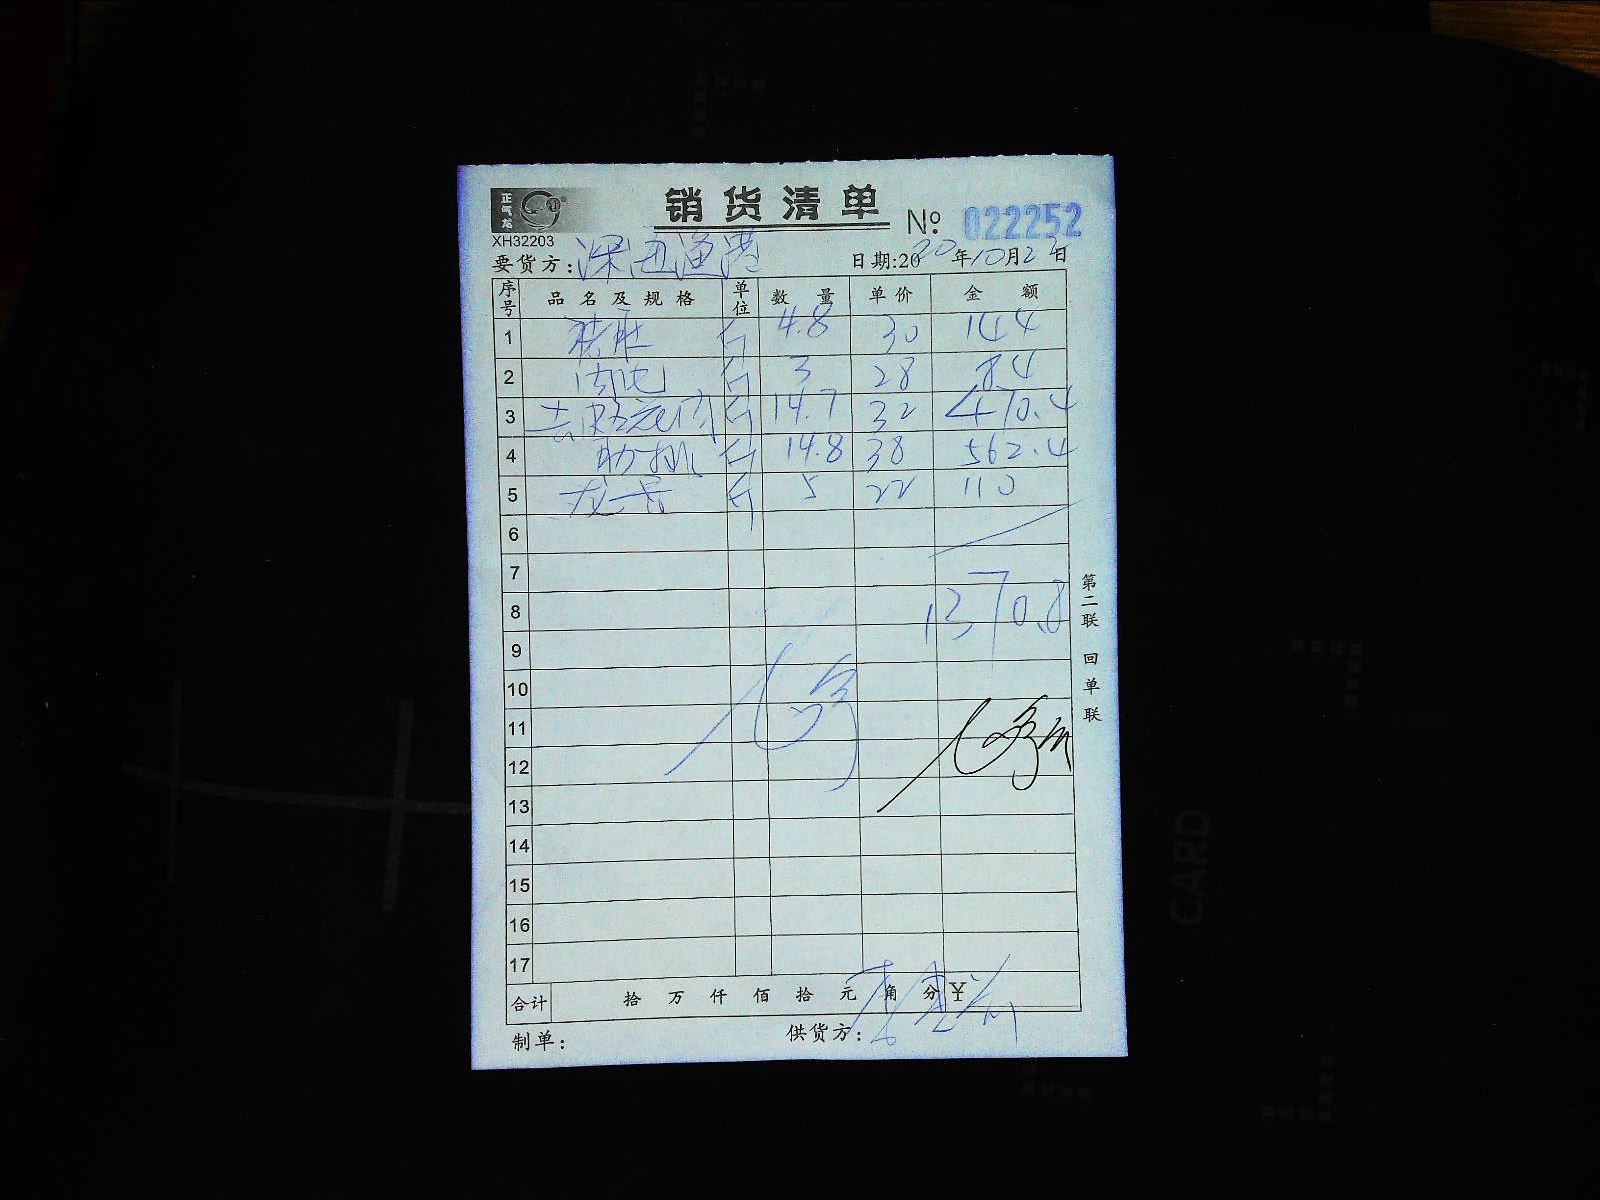 正气龙
销货清单
№ 022252
XH32203
要货方: 深 渔港
日期:2020年10月2 日
序号 品名及规格 单位 数量 单价 金额
1 斤 4.8 30 144
2 斤 3 28 84
3 去 斤 14.7 32 470.4
4 肋排 斤 14.8 38 562.4
5 龙骨 斤 5 22 110
6
7
8 1370.8
9
10
11
12
13
14
15
16
17
合计 拾 万 仟 佰 拾 元 角 分 ¥
制单: 供货方:
第二联 回单联
CARD